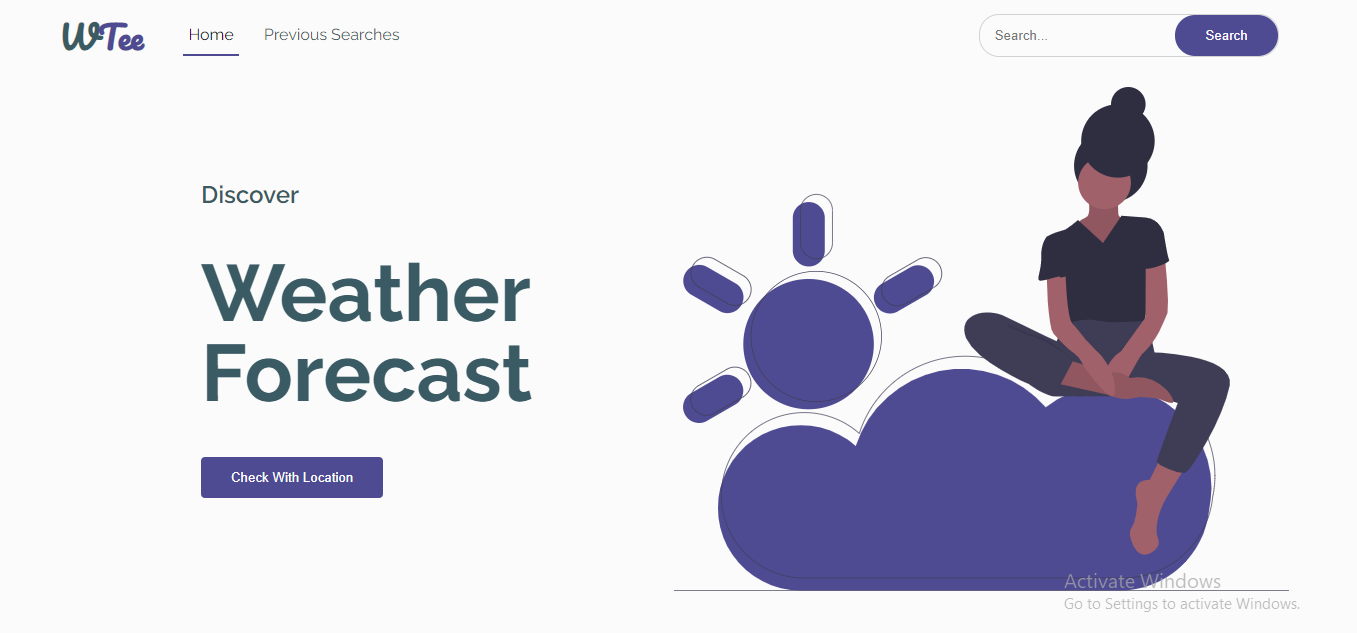 WTee
Home
Previous Searches
Search...
Search
Discover
Weather
Forecast
Check With Location
Activate Windows
Go to Settings to activate Windows.